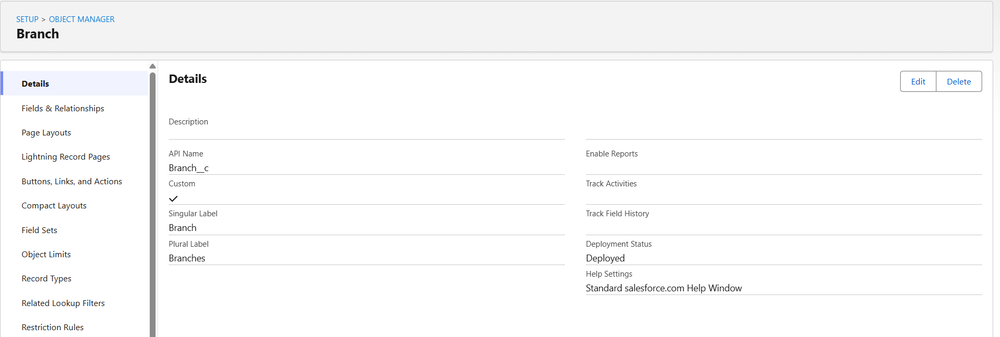 SETUP > OBJECT MANAGER
Branch
Details
Fields & Relationships
Page Layouts
Lightning Record Pages
Buttons, Links, and Actions
Compact Layouts
Field Sets
Object Limits
Record Types
Related Lookup Filters
Restriction Rules
Details
Edit
Delete
Description
API Name
Branch__c
Custom
Singular Label
Branch
Plural Label
Branches
Enable Reports
Track Activities
Track Field History
Deployment Status
Deployed
Help Settings
Standard salesforce.com Help Window